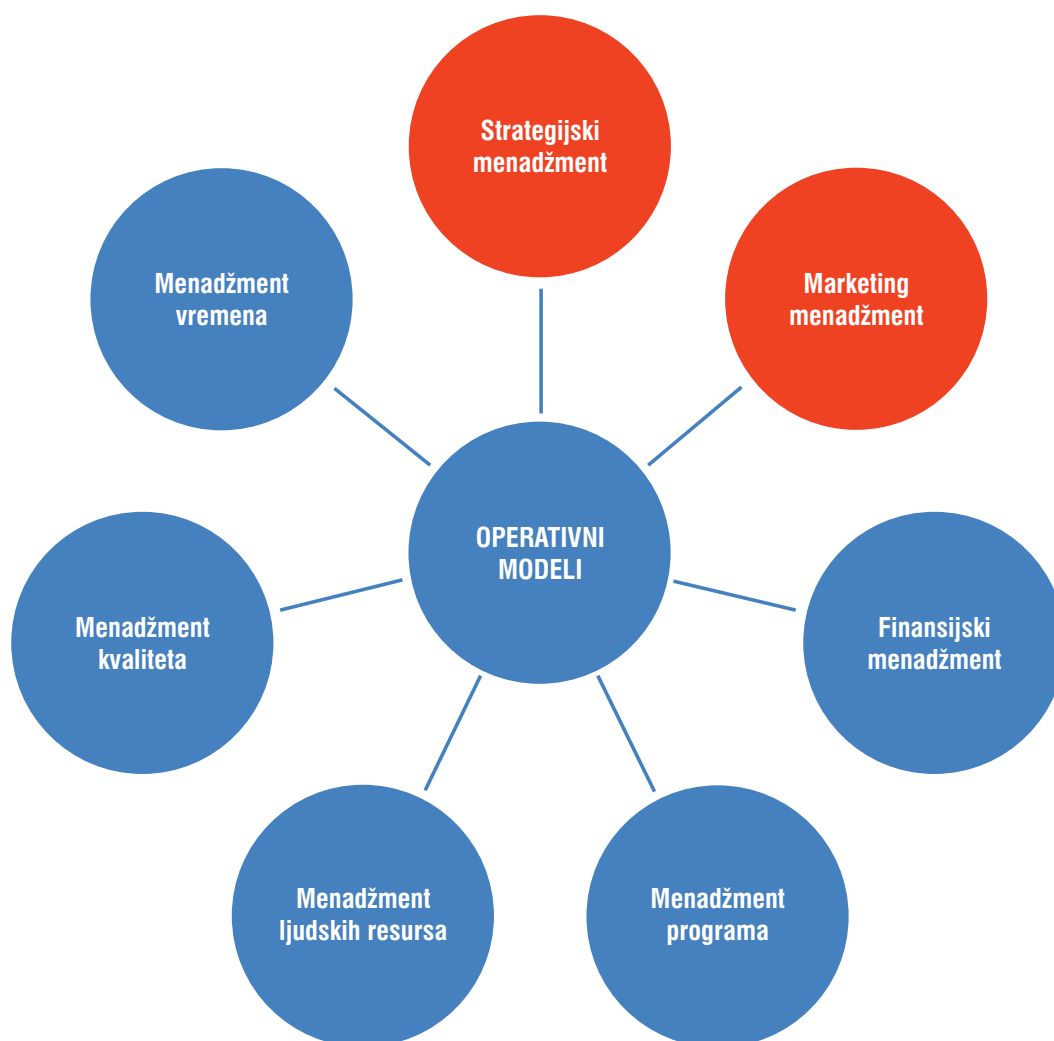 Strategijski
menadžment
Menadžment
vremena
Marketing
menadžment
OPERATIVNI
MODELI
Menadžment
kvaliteta
Finansijski
menadžment
Menadžment
ljudskih resursa
Menadžment
programa